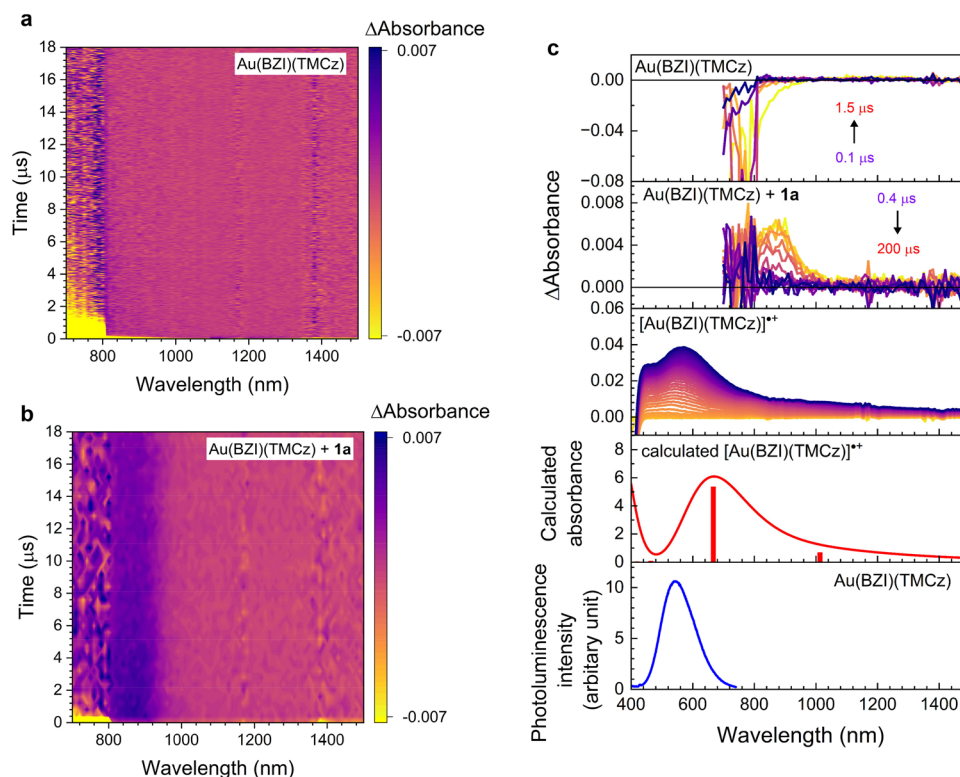 a
ΔAbsorbance
Au(BZI)(TMCz)
0.007
-0.007
18
16
14
12
10
8
6
4
2
0
Time (μs)
800 1000 1200 1400
Wavelength (nm)
b
ΔAbsorbance
Au(BZI)(TMCz) + 1a
0.007
-0.007
18
16
14
12
10
8
6
4
2
0
Time (μs)
800 1000 1200 1400
Wavelength (nm)
c
Au(BZI)(TMCz)
0.00
−0.04
−0.08
1.5 μs
0.1 μs
Au(BZI)(TMCz) + 1a
0.008
0.004
0.000
0.4 μs
200 μs
ΔAbsorbance
[Au(BZI)(TMCz)]•+
0.06
0.04
0.02
0.00
calculated [Au(BZI)(TMCz)]•+
6
4
2
0
Calculated
absorbance
Au(BZI)(TMCz)
10
5
0
Photoluminescence
intensity
(arbitary unit)
400 600 800 1000 1200 1400
Wavelength (nm)